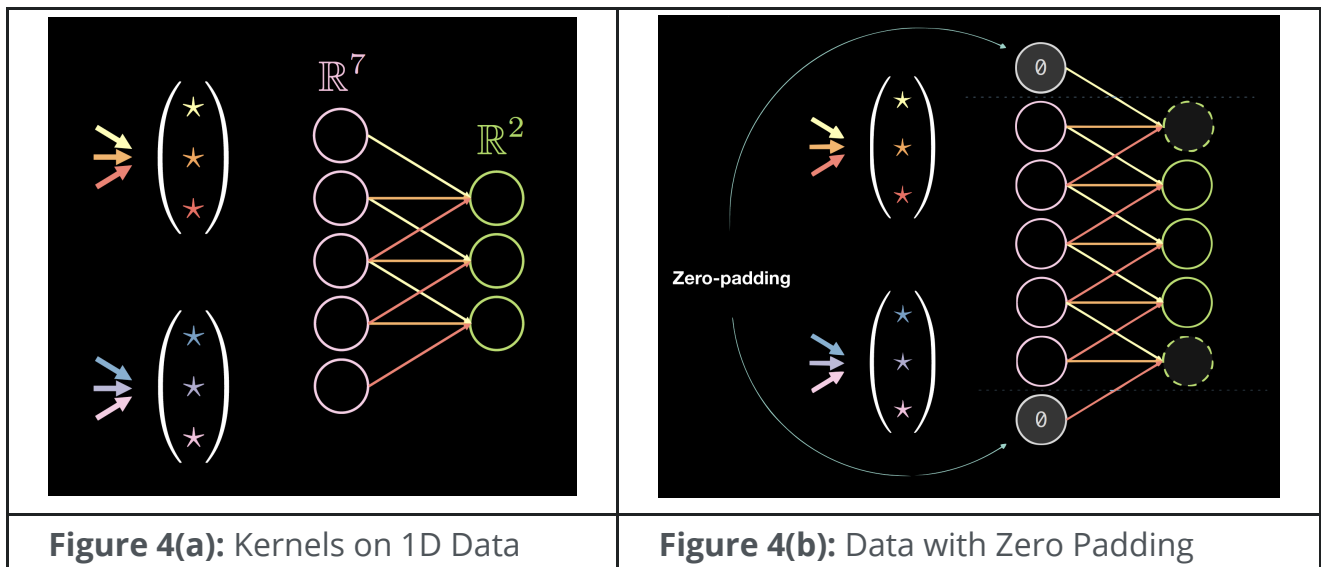 ℝ⁷
ℝ²
0
Zero-padding
0
Figure 4(a): Kernels on 1D Data
Figure 4(b): Data with Zero Padding